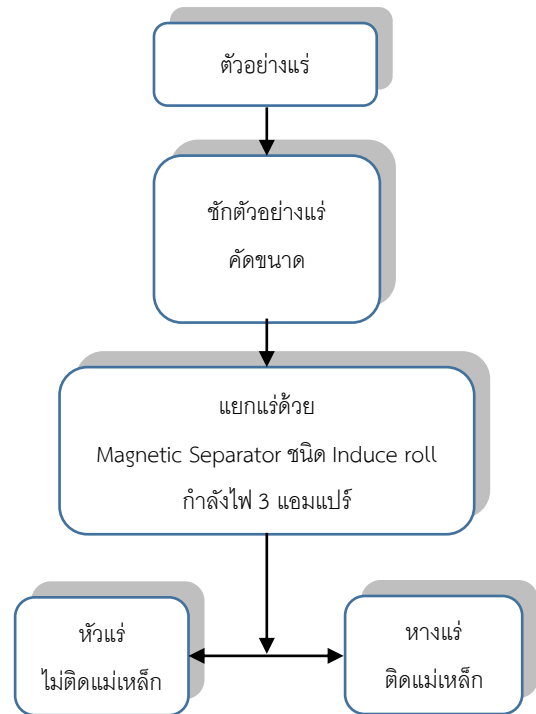 ตัวอย่างแร่
ชักตัวอย่างแร่
คัดขนาด
แยกแร่ด้วย
Magnetic Separator ชนิด Induce roll
กำลังไฟ 3 แอมแปร์
หัวแร่
ไม่ติดแม่เหล็ก
หางแร่
ติดแม่เหล็ก